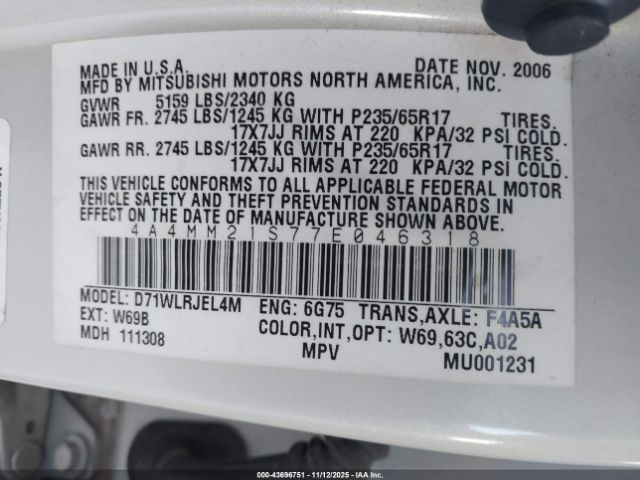 MADE IN U.S.A. DATE NOV. 2006
MFD BY MITSUBISHI MOTORS NORTH AMERICA, INC.
GVWR 5159 LBS/2340 KG
GAWR FR. 2745 LBS/1245 KG WITH P235/65R17 TIRES.
17X7JJ RIMS AT 220 KPA/32 PSI COLD.
GAWR RR. 2745 LBS/1245 KG WITH P235/65R17 TIRES.
17X7JJ RIMS AT 220 KPA/32 PSI COLD.
THIS VEHICLE CONFORMS TO ALL APPLICABLE FEDERAL MOTOR
VEHICLE SAFETY AND THEFT PREVENTION STANDARDS IN
EFFECT ON THE DATE OF MANUFACTURE SHOWN ABOVE.
4A4MM21S77E046318
MODEL: D71WLRJEL4M ENG: 6G75 TRANS,AXLE: F4A5A
EXT: W69B COLOR,INT,OPT: W69,63C,A02
MDH 111308 MPV MU001231
000-43696751 - 11/12/2025 - IAAI.COM